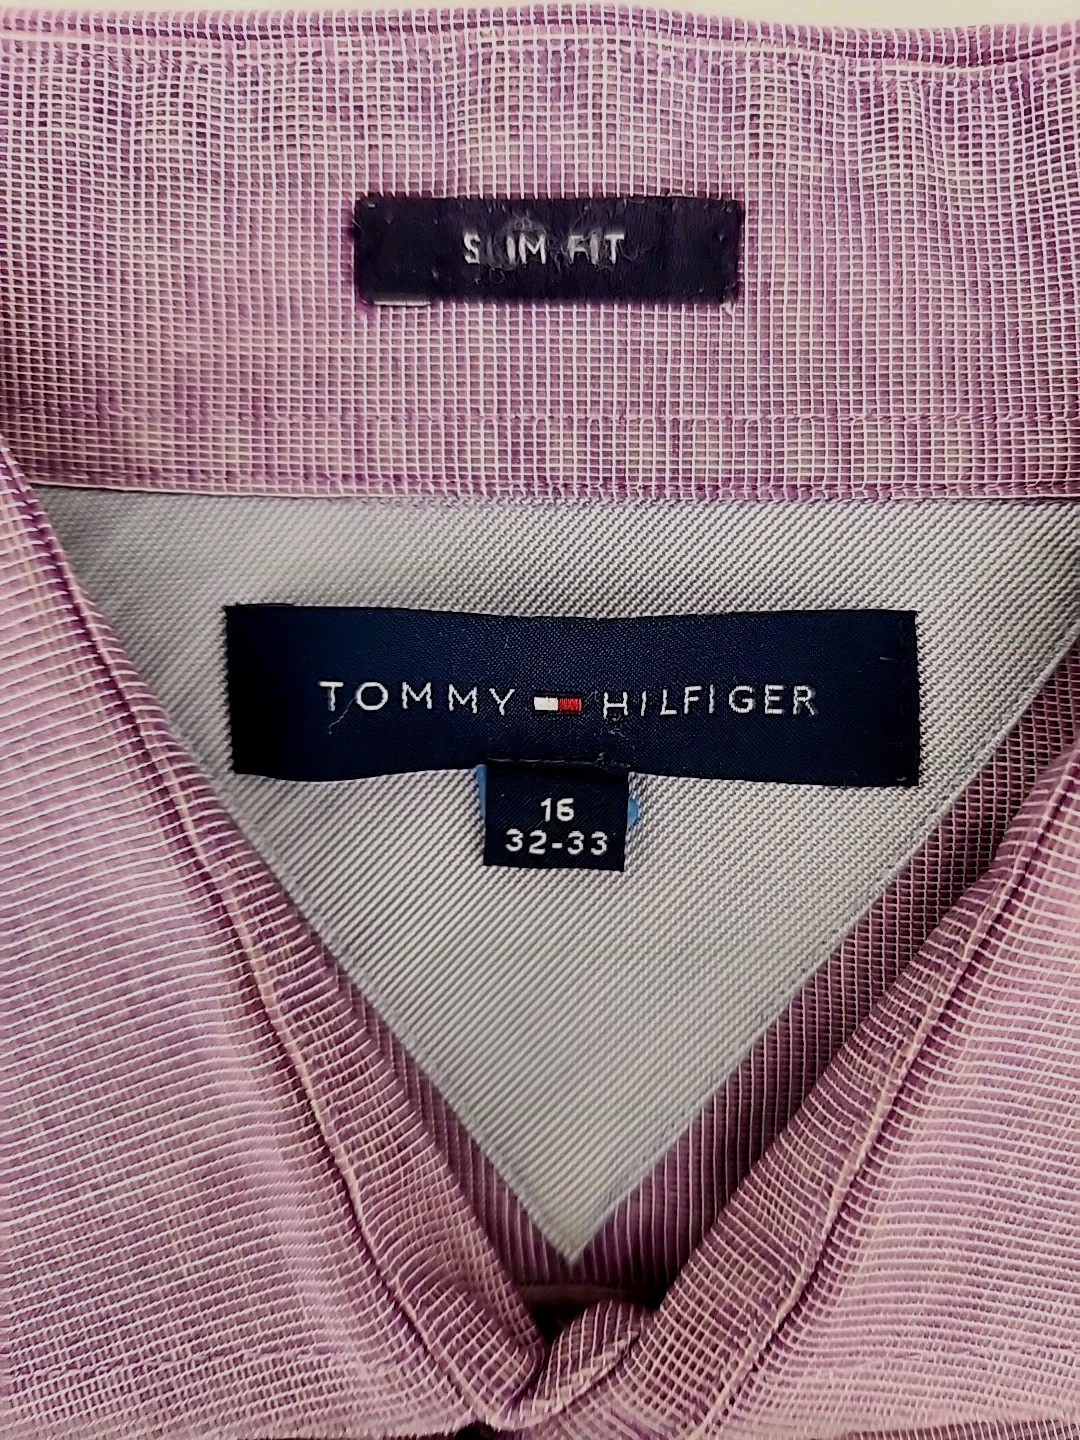 SLIM FIT
TOMMY HILFIGER
16
32-33